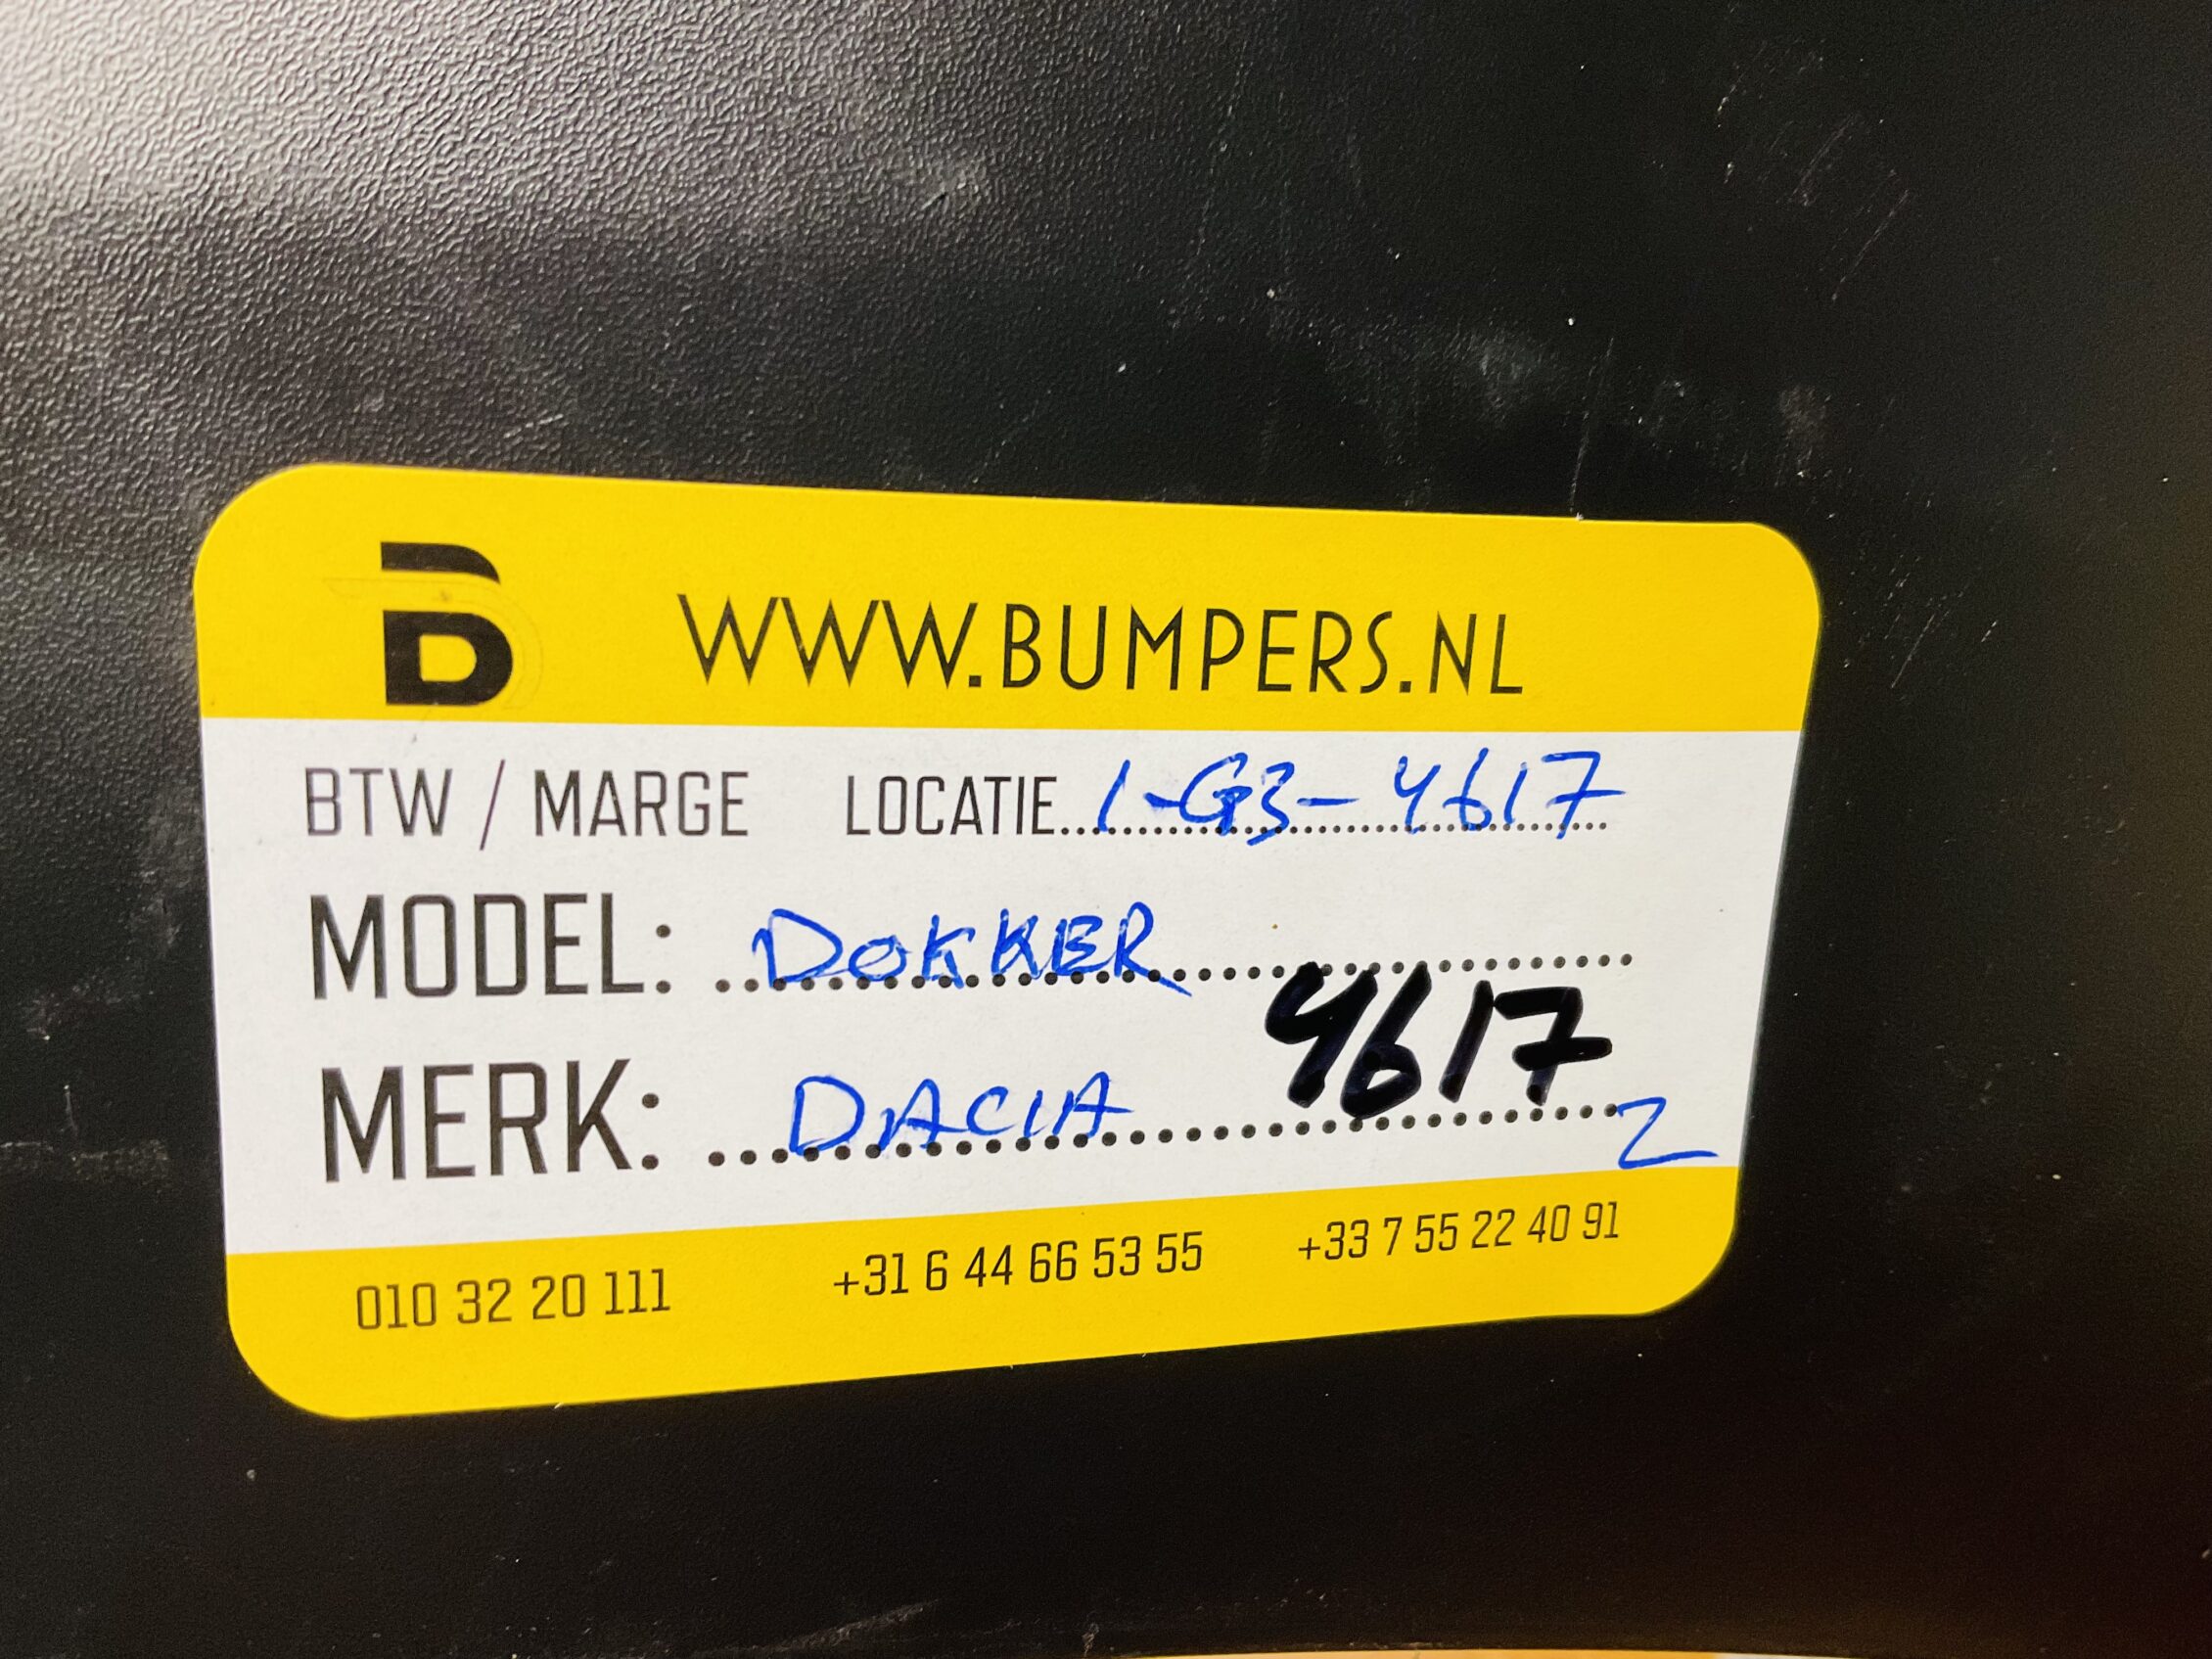 B WWW.BUMPERS.NL
BTW / MARGE LOCATIE 1-G3-4617
MODEL: DOKKER
4617
MERK: DACIA
2
010 32 20 111 +31 6 44 66 53 55 +33 7 55 22 40 91